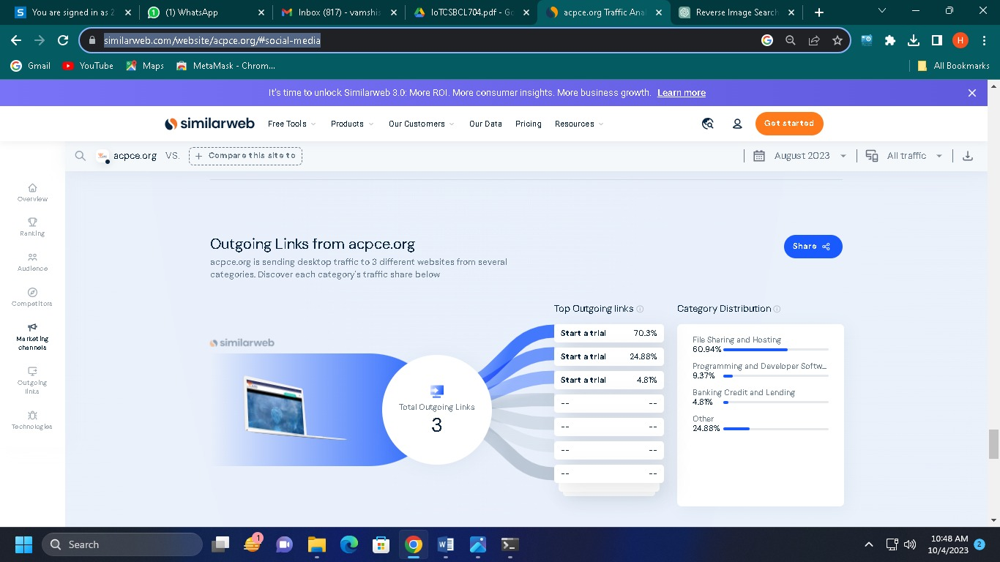 You are signed in as 2
(1) WhatsApp
Inbox (817) - vamshis
IoTCSBCL704.pdf - Go
acpce.org Traffic Anal
Reverse Image Search
similarweb.com/website/acpce.org/#social-media
H
Gmail
YouTube
Maps
MetaMask - Chrom...
All Bookmarks
It's time to unlock Similarweb 3.0: More ROI. More consumer insights. More business growth. Learn more
similarweb
Free Tools
Products
Our Customers
Our Data
Pricing
Resources
Get started
acpce.org VS. + Compare this site to
August 2023
All traffic
Overview
Ranking
Audience
Competitors
Marketing
channels
Outgoing
links
Technologies
Outgoing Links from acpce.org
Share
acpce.org is sending desktop traffic to 3 different websites from several
categories. Discover each category's traffic share below
similarweb
Total Outgoing Links
3
Top Outgoing links
Start a trial 70.3%
Start a trial 24.88%
Start a trial 4.81%
-- --
-- --
-- --
-- --
Category Distribution
File Sharing and Hosting
60.94%
Programming and Developer Softw...
9.37%
Banking Credit and Lending
4.81%
Other
24.88%
Search
1
10:48 AM
10/4/2023
2